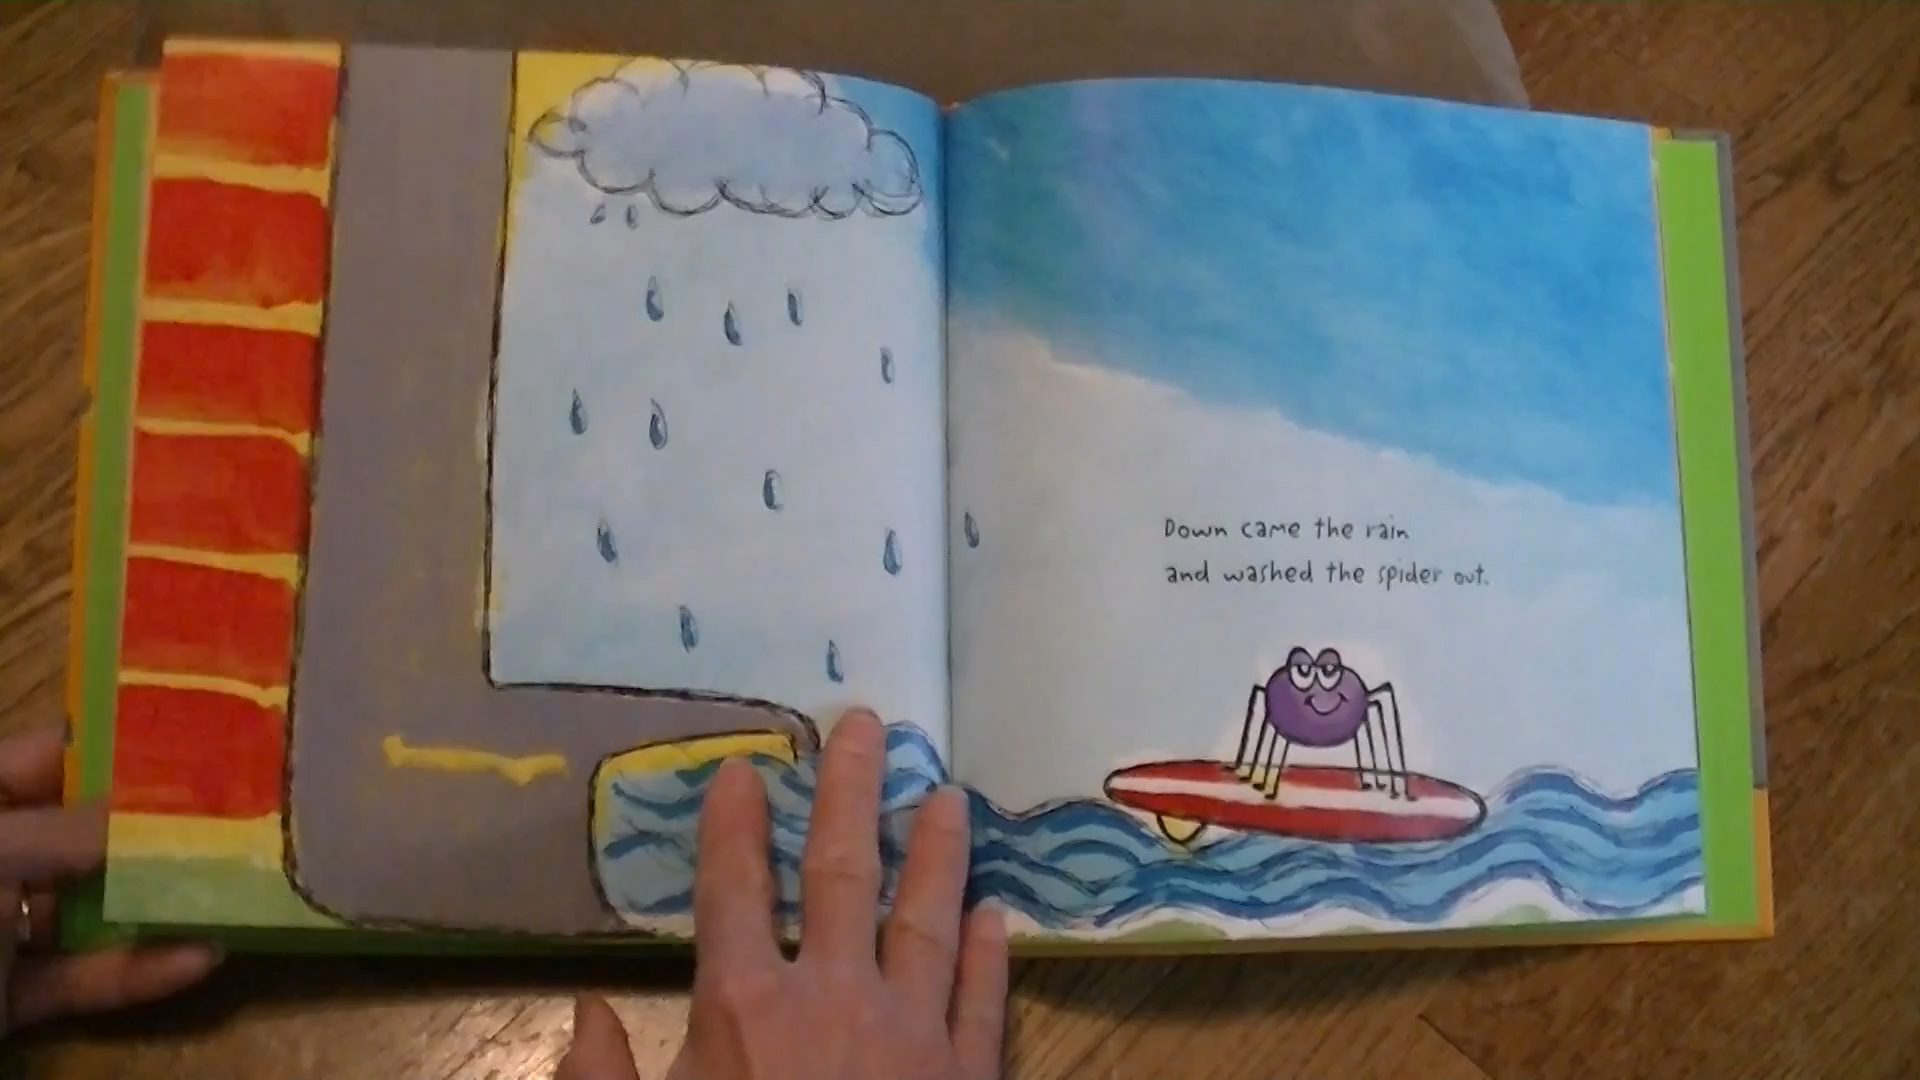 Down came the rain
and washed the spider out.